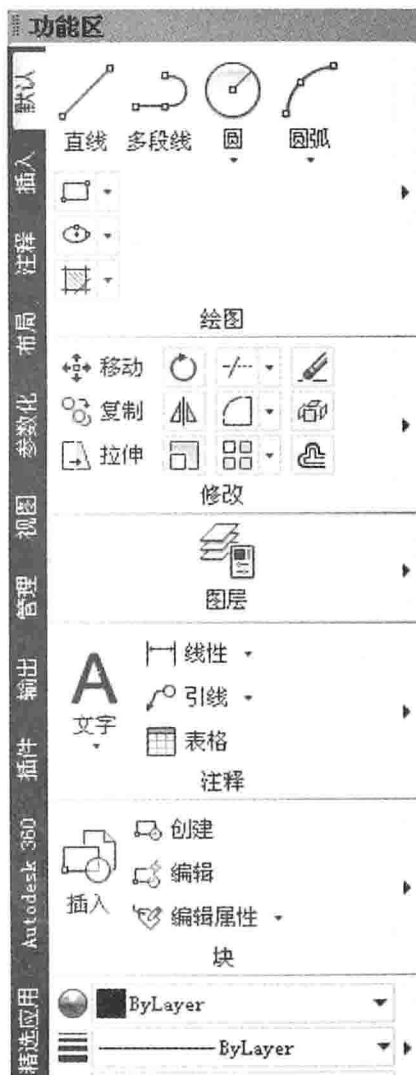 功能区
默认
插入
注释
布局
参数化
视图
管理
输出
插件
Autodesk 360
精选应用
直线 多段线 圆 圆弧
绘图
移动
复制
拉伸
修改
图层
A
文字
线性
引线
表格
注释
插入
创建
编辑
编辑属性
块
ByLayer
ByLayer